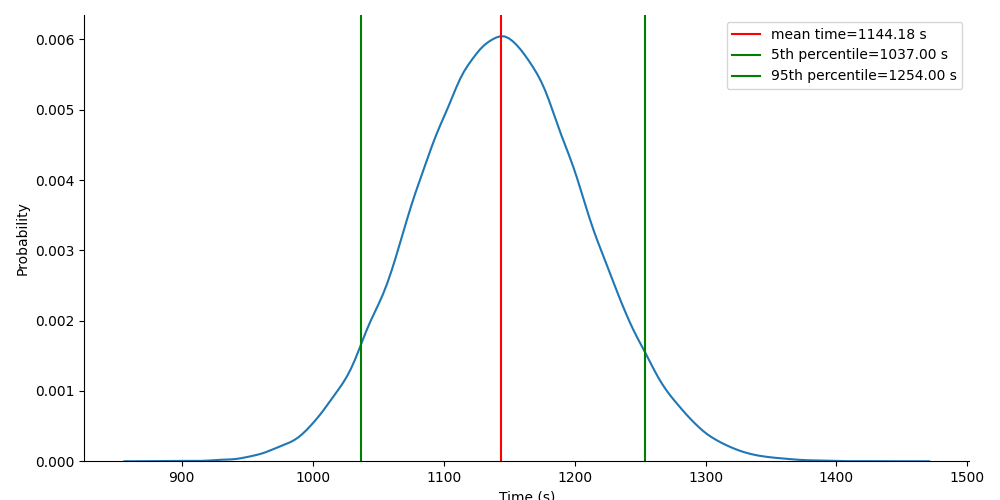 mean time=1144.18 s
5th percentile=1037.00 s
95th percentile=1254.00 s
0.006
0.005
0.004
0.003
0.002
0.001
0.000
Probability
900 1000 1100 1200 1300 1400 1500
Time (s)